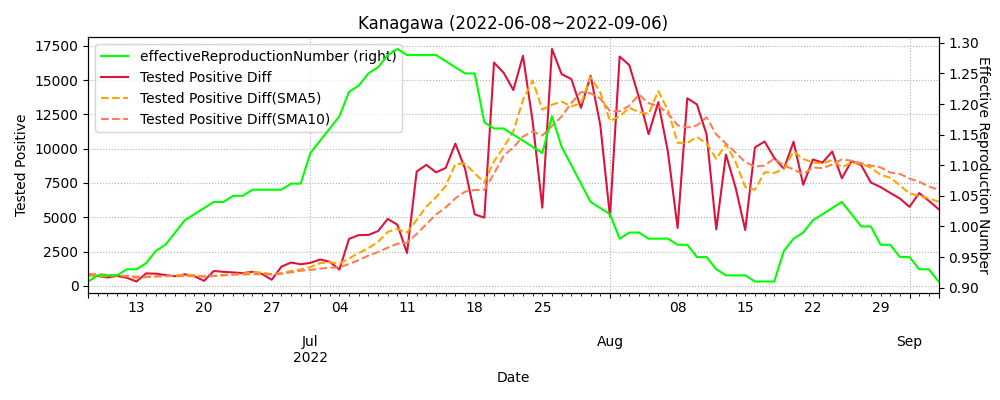 Kanagawa (2022-06-08~2022-09-06)
effectiveReproductionNumber (right)
Tested Positive Diff
Tested Positive Diff(SMA5)
Tested Positive Diff(SMA10)
Tested Positive
17500
15000
12500
10000
7500
5000
2500
0
Effective Reproduction Number
1.30
1.25
1.20
1.15
1.10
1.05
1.00
0.95
0.90
13 20 27 04 11 18 25 08 15 22 29
Jul Aug Sep
2022
Date